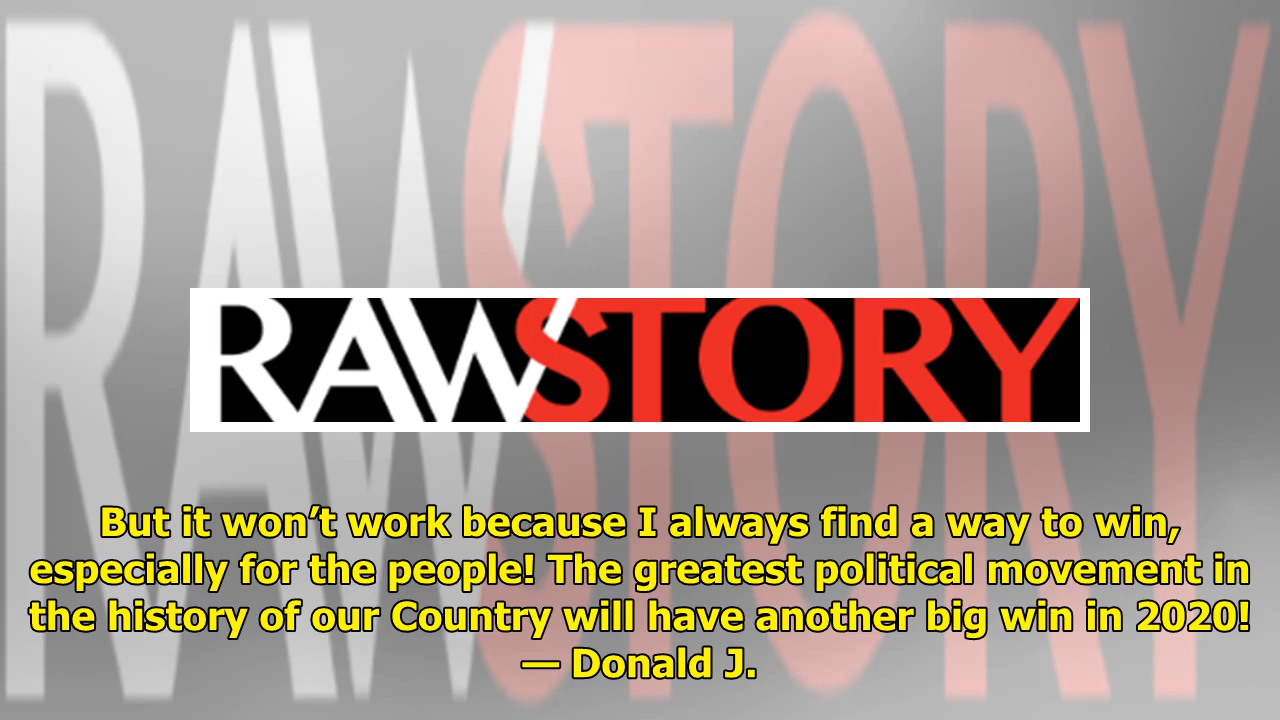 RAWSTORY
RAWSTORY
But it won’t work because I always find a way to win,
especially for the people! The greatest political movement in
the history of our Country will have another big win in 2020!
— Donald J.